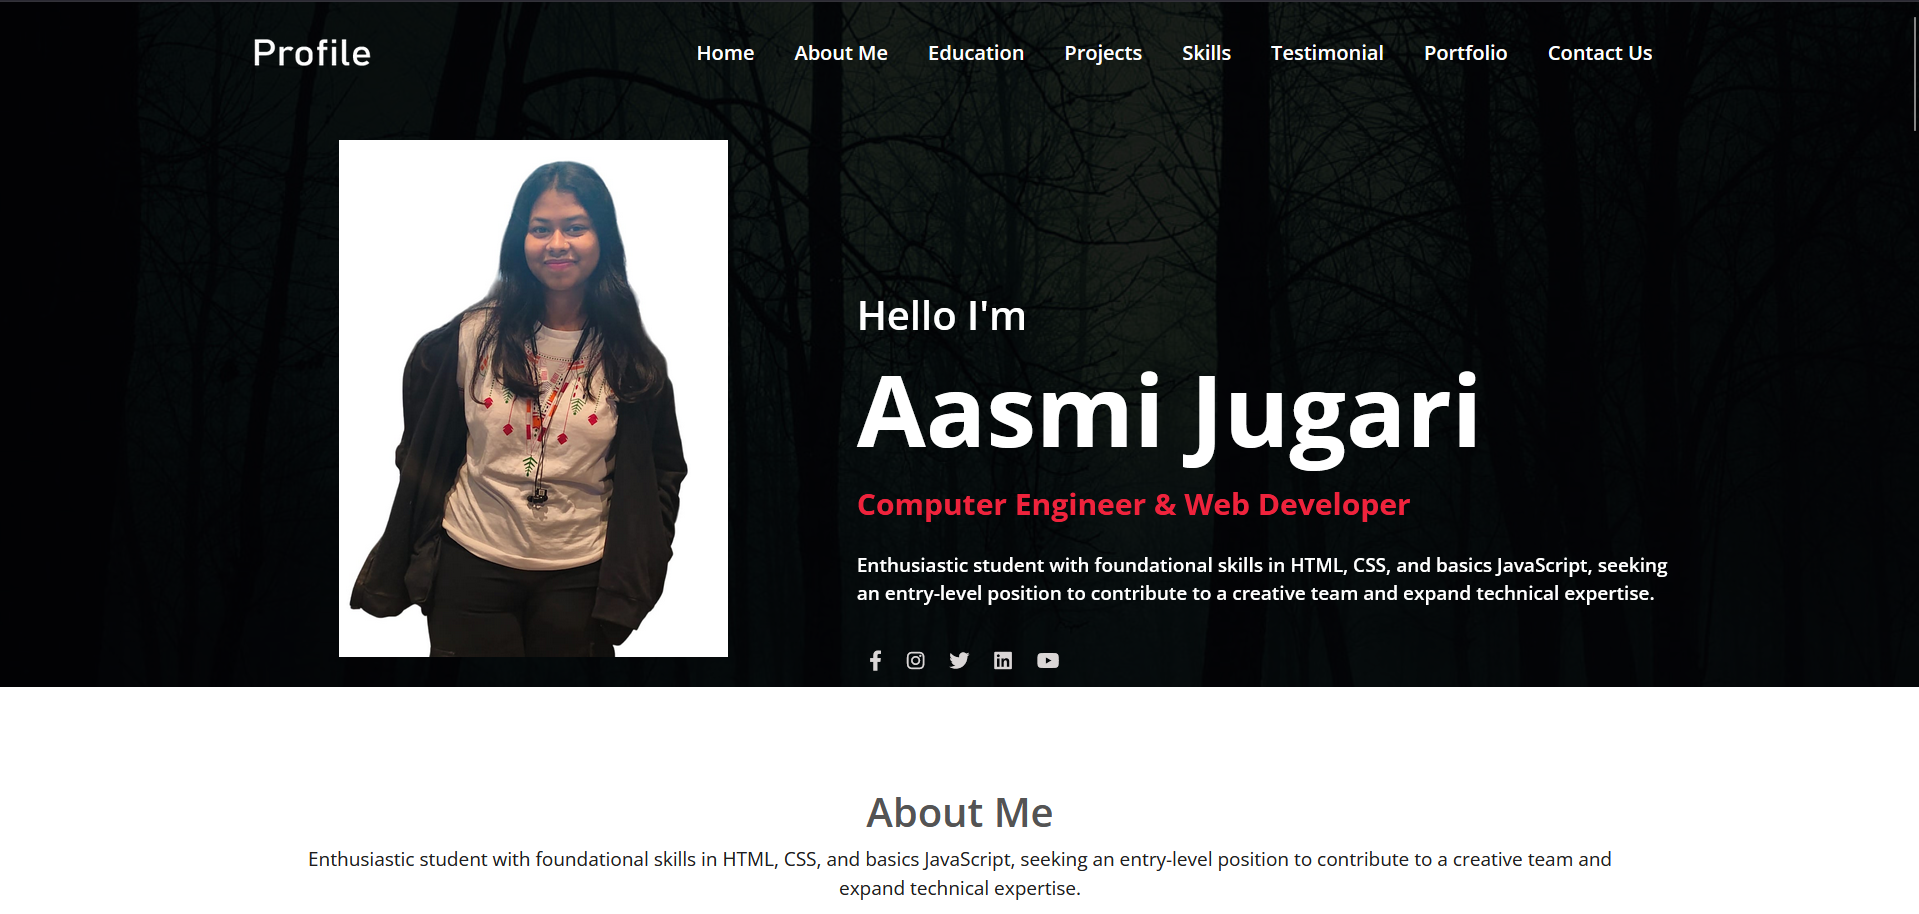 Profile
Home About Me Education Projects Skills Testimonial Portfolio Contact Us
Hello I'm
Aasmi Jugari
Computer Engineer & Web Developer
Enthusiastic student with foundational skills in HTML, CSS, and basics JavaScript, seeking
an entry-level position to contribute to a creative team and expand technical expertise.
About Me
Enthusiastic student with foundational skills in HTML, CSS, and basics JavaScript, seeking an entry-level position to contribute to a creative team and
expand technical expertise.